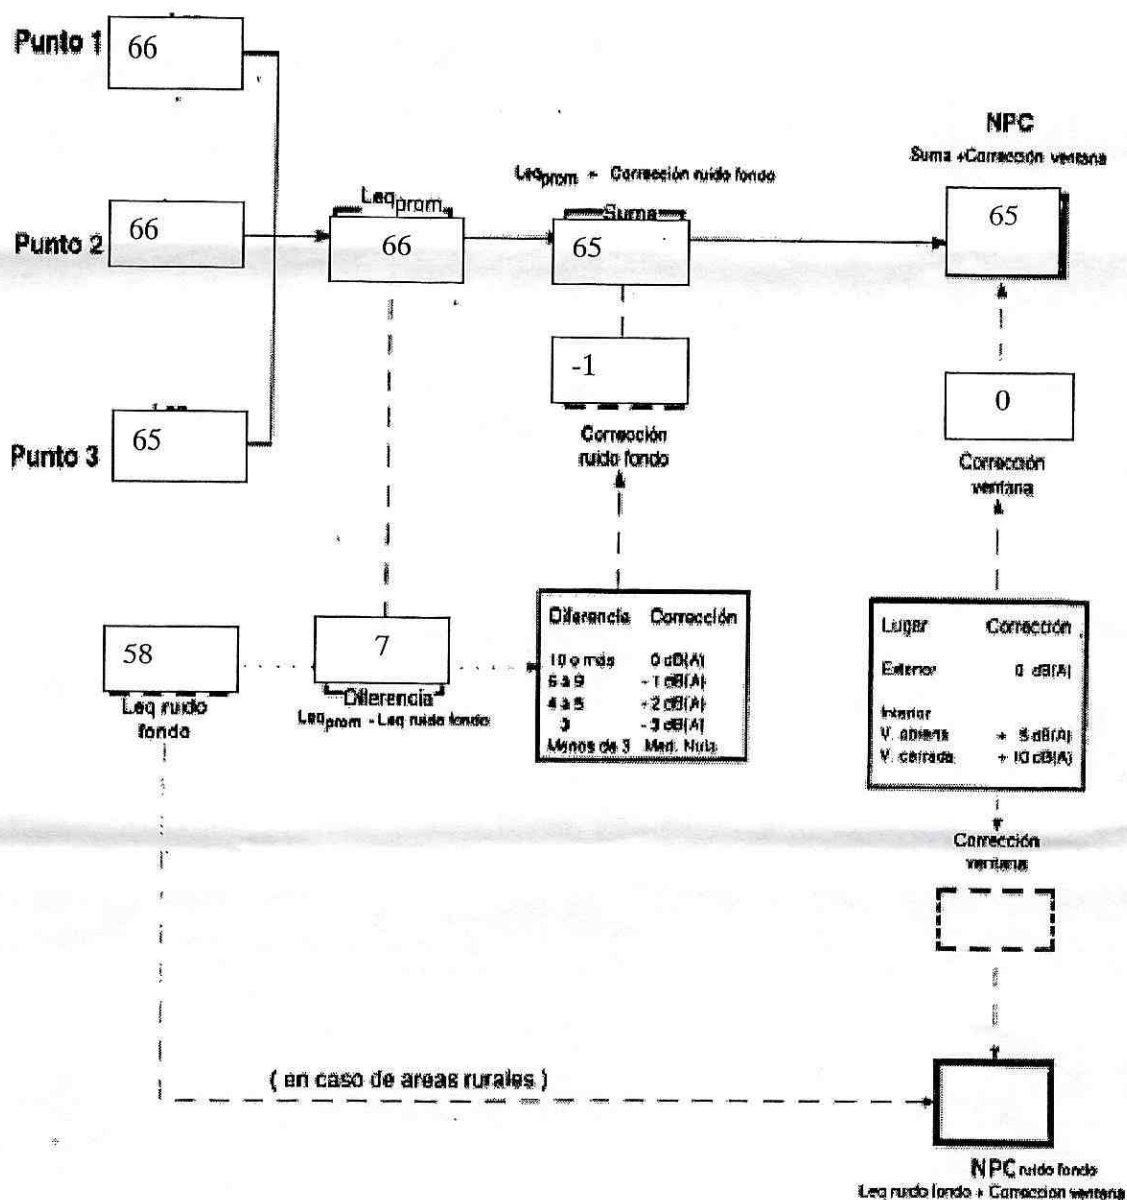 Punto 1
66
NPC
Suma +Corrección ventana
Leqprom + Corrección ruido fondo
Leqprom
Suma
Punto 2
66
66
65
65
-1
0
Punto 3
65
Corrección
ruido fondo
Corrección
ventana
58
Leq ruido
fondo
7
Diferencia
Leqprom - Leq ruido fondo
Diferencia Corrección
10 o más 0 dB(A)
6 a 9 - 1 dB(A)
4 a 5 - 2 dB(A)
3 - 3 dB(A)
Menos de 3 Med. Nula
Lugar Corrección
Exterior 0 dB(A)
Interior
V. abierta + 5 dB(A)
V. cerrada + 10 dB(A)
Corrección
ventana
( en caso de areas rurales )
NPC ruido fondo
Leq ruido fondo + Corrección ventana